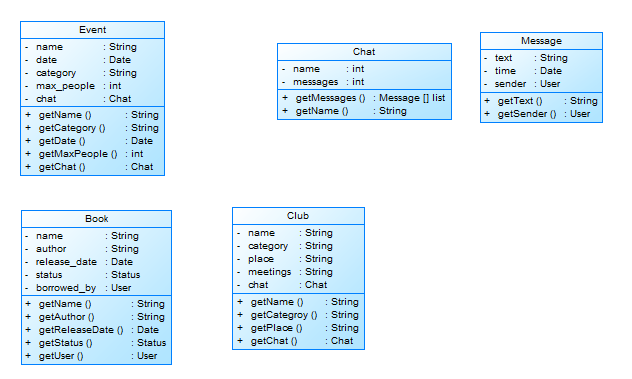 Event
- name : String
- date : Date
- category : String
- max_people : int
- chat : Chat
+ getName () : String
+ getCategory () : String
+ getDate () : Date
+ getMaxPeople () : int
+ getChat () : Chat
Chat
- name : int
- messages : int
+ getMessages () : Message [] list
+ getName () : String
Message
- text : String
- time : Date
- sender : User
+ getText () : String
+ getSender () : User
Book
- name : String
- author : String
- release_date : Date
- status : Status
- borrowed_by : User
+ getName () : String
+ getAuthor () : String
+ getReleaseDate () : Date
+ getStatus () : Status
+ getUser () : User
Club
- name : String
- category : String
- place : String
- meetings : String
- chat : Chat
+ getName () : String
+ getCategroy () : String
+ getPlace () : String
+ getChat () : Chat